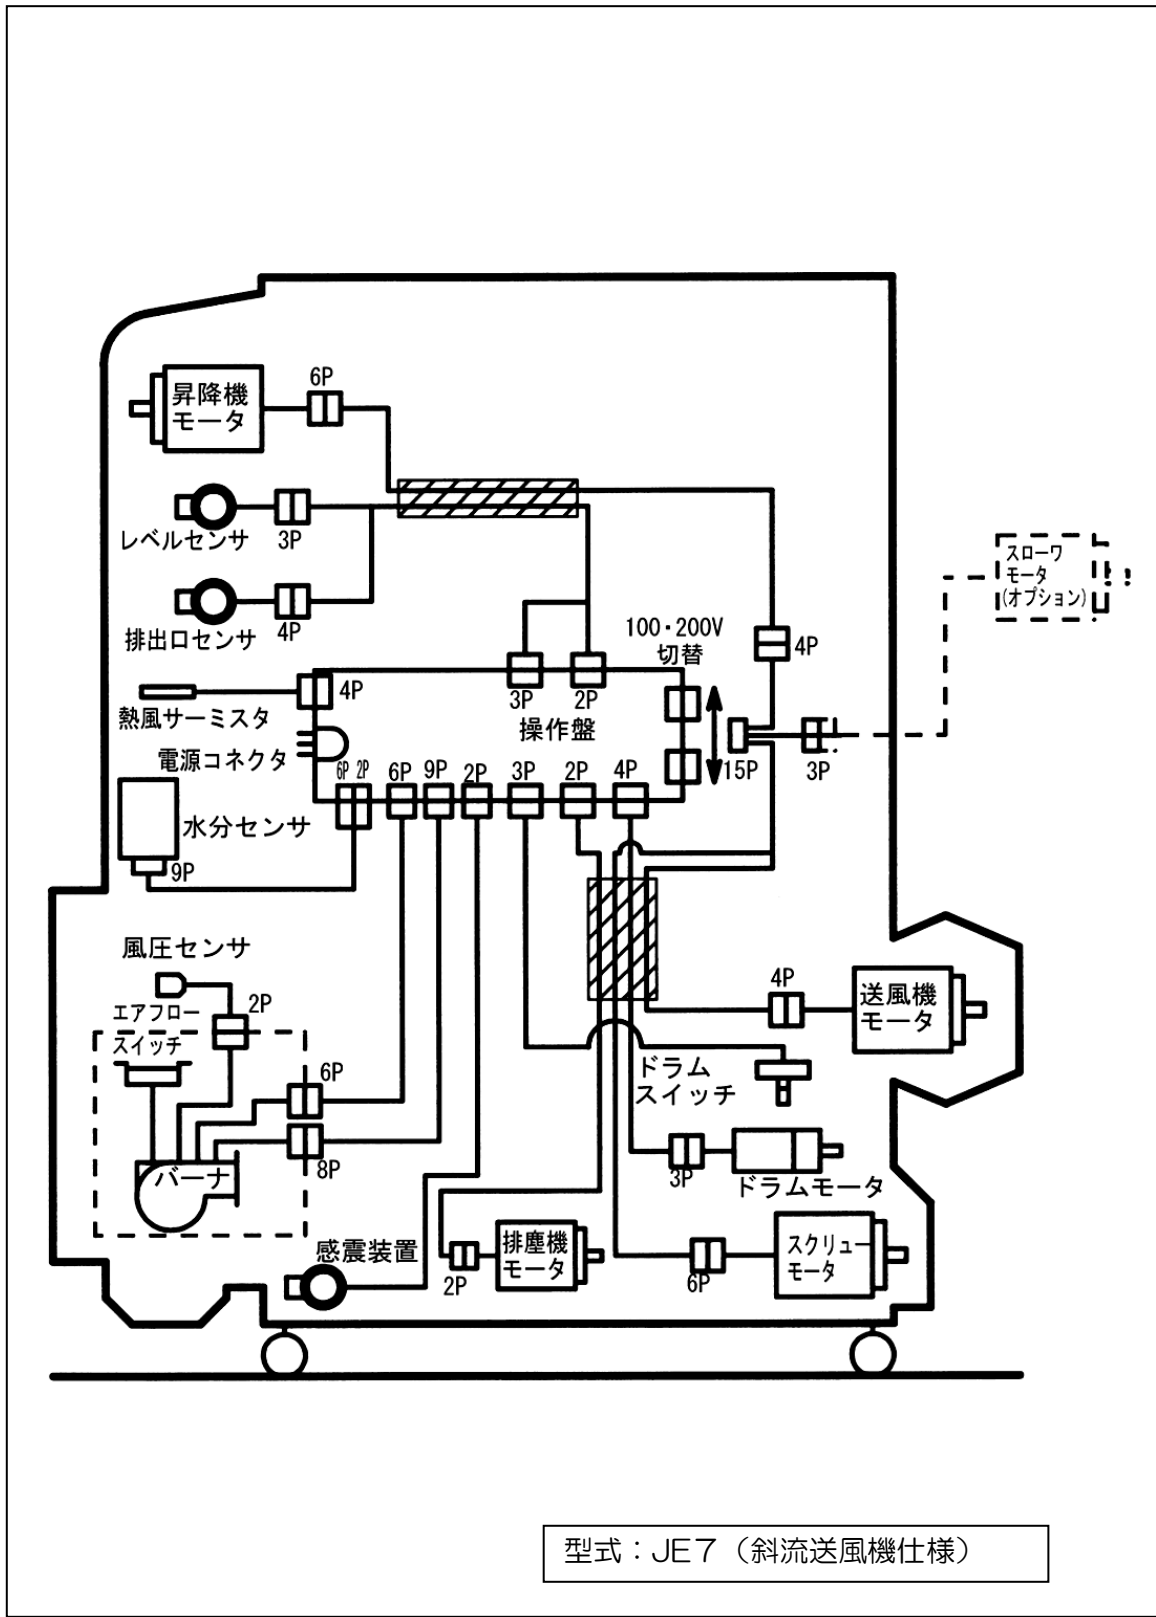 6P
昇降機
モータ
レベルセンサ
3P
排出口センサ
4P
スローワ
モータ
(オプション)
100・200V
切替
4P
熱風サーミスタ
4P
3P
2P
操作盤
電源コネクタ
15P
3P
6P 2P
6P
9P
2P
3P
2P
4P
水分センサ
9P
風圧センサ
エアフロー
スイッチ
2P
4P
送風機
モータ
6P
ドラム
スイッチ
8P
バーナ
3P
ドラムモータ
感震装置
2P
排塵機
モータ
6P
スクリュー
モータ
型式：JE7（斜流送風機仕様）